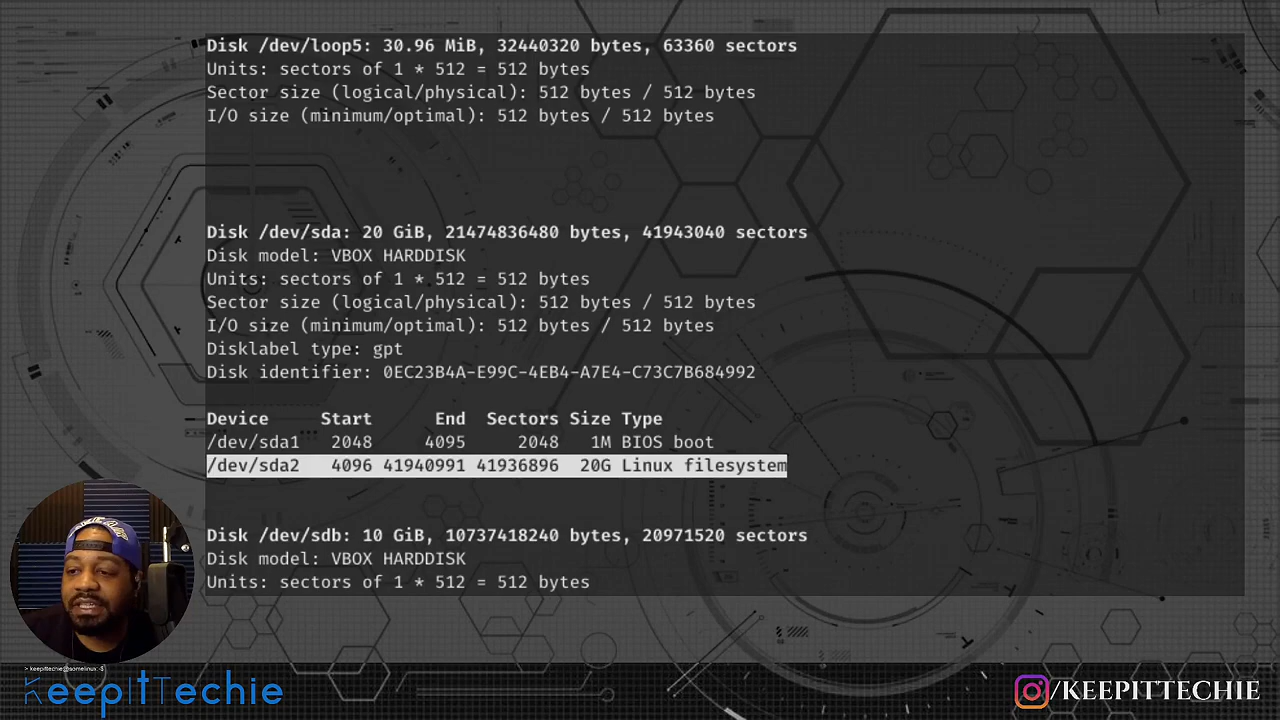 Disk /dev/loop5: 30.96 MiB, 32440320 bytes, 63360 sectors
Units: sectors of 1 * 512 = 512 bytes
Sector size (logical/physical): 512 bytes / 512 bytes
I/O size (minimum/optimal): 512 bytes / 512 bytes
Disk /dev/sda: 20 GiB, 21474836480 bytes, 41943040 sectors
Disk model: VBOX HARDDISK
Units: sectors of 1 * 512 = 512 bytes
Sector size (logical/physical): 512 bytes / 512 bytes
I/O size (minimum/optimal): 512 bytes / 512 bytes
Disklabel type: gpt
Disk identifier: 0EC23B4A-E99C-4EB4-A7E4-C73C7B684992
Device Start End Sectors Size Type
/dev/sda1 2048 4095 2048 1M BIOS boot
/dev/sda2 4096 41940991 41936896 20G Linux filesystem
Disk /dev/sdb: 10 GiB, 10737418240 bytes, 20971520 sectors
Disk model: VBOX HARDDISK
Units: sectors of 1 * 512 = 512 bytes
> keepittechie@somelinux:~$
KeepItTechie
/KEEPITTECHIE